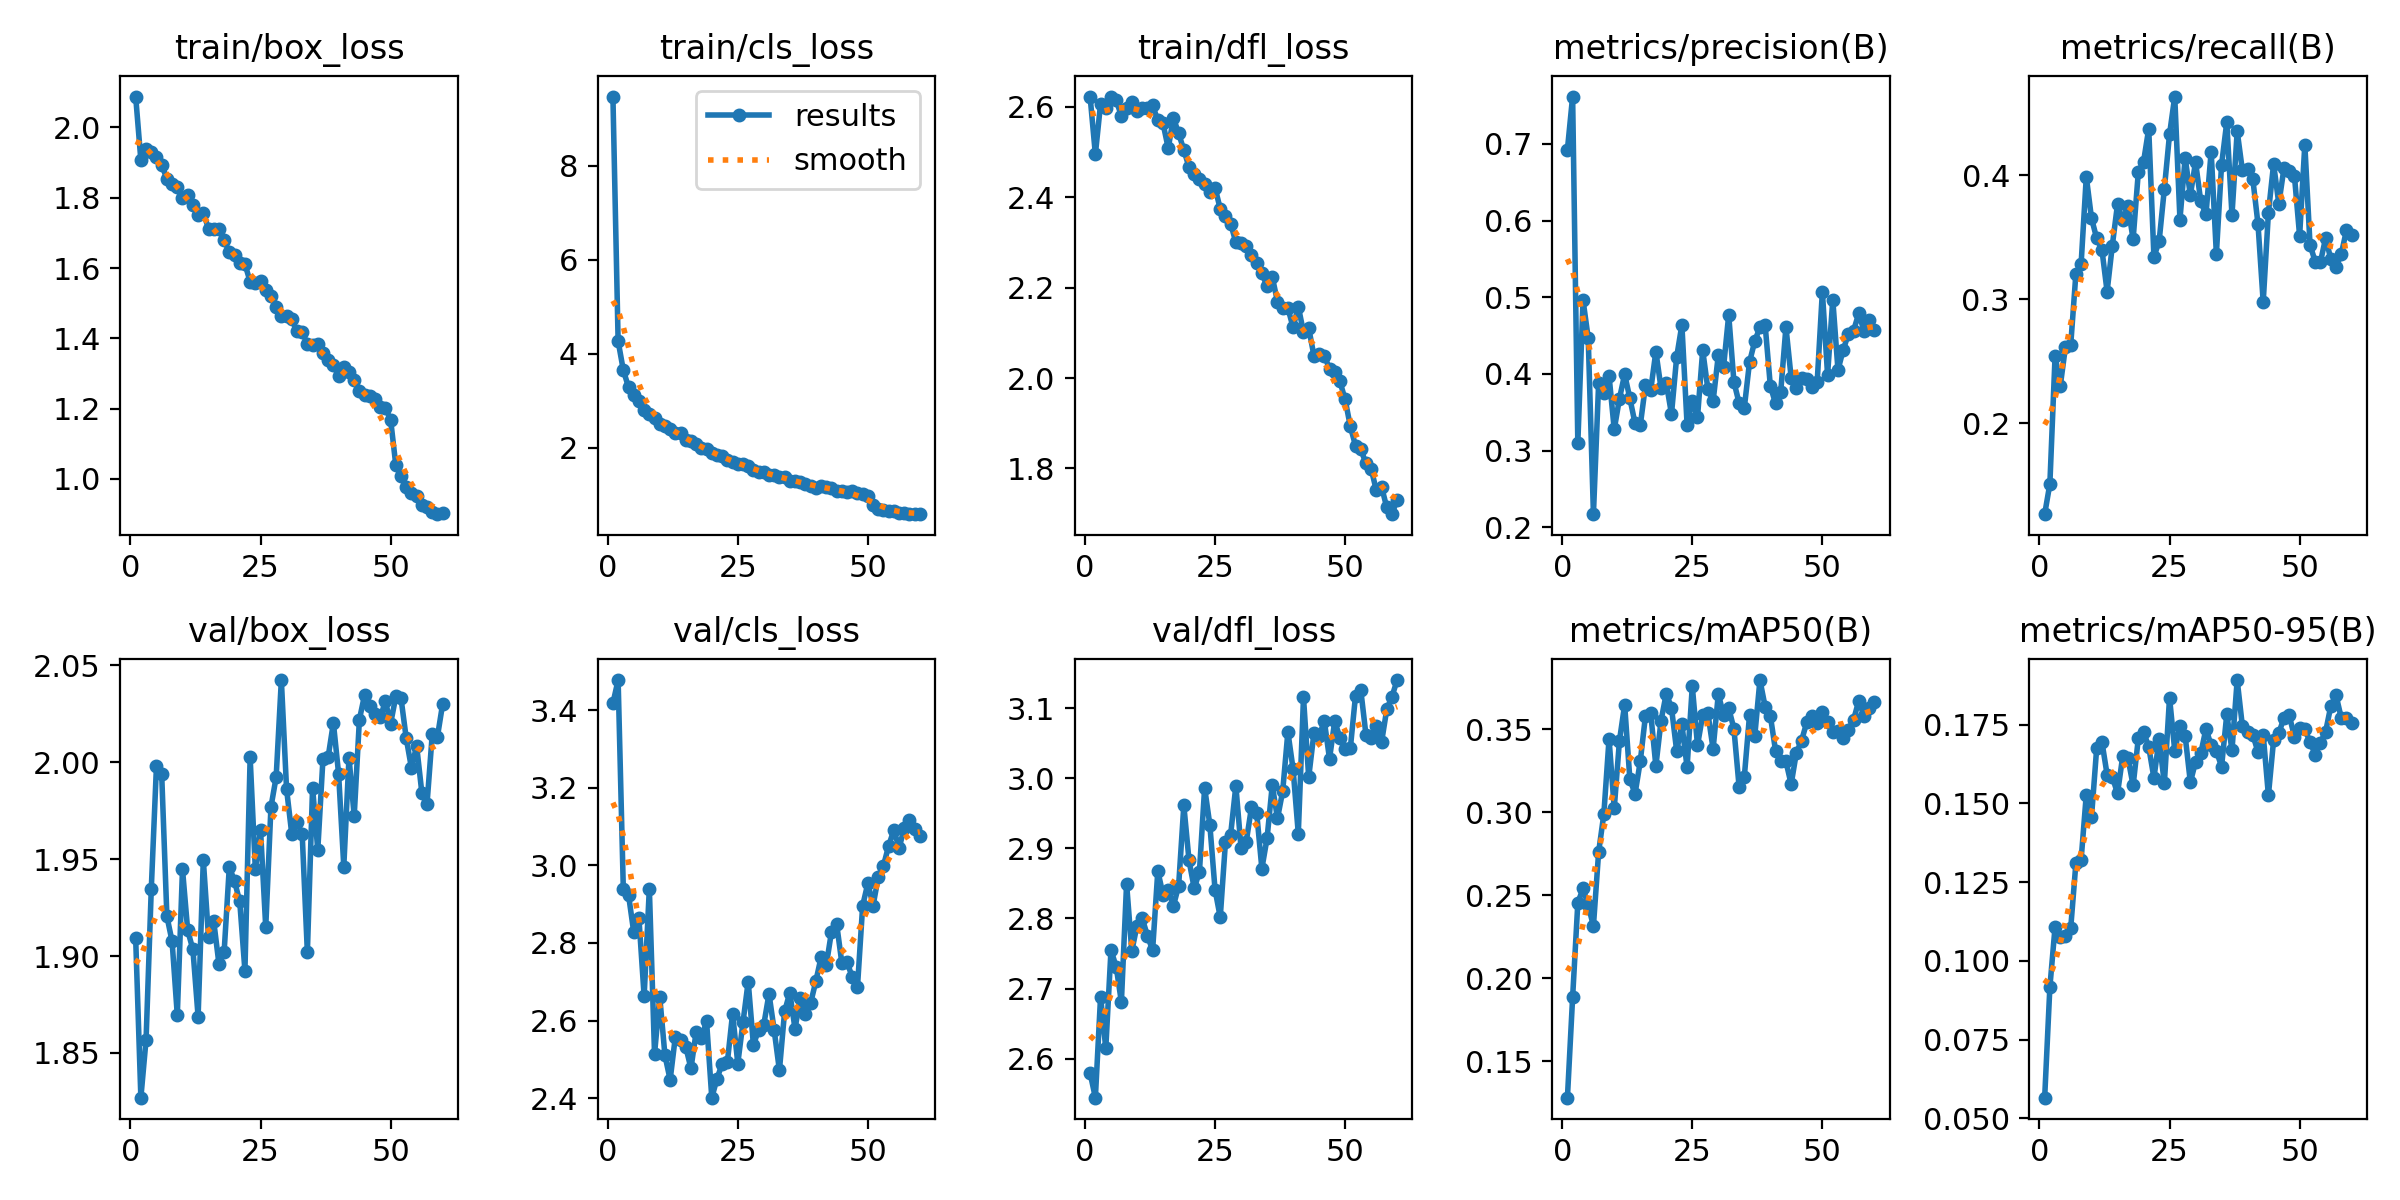 train/box_loss
2.0
1.8
1.6
1.4
1.2
1.0
0 25 50
train/cls_loss
results
smooth
8
6
4
2
0 25 50
train/dfl_loss
2.6
2.4
2.2
2.0
1.8
0 25 50
metrics/precision(B)
0.7
0.6
0.5
0.4
0.3
0.2
0 25 50
metrics/recall(B)
0.4
0.3
0.2
0 25 50
val/box_loss
2.05
2.00
1.95
1.90
1.85
0 25 50
val/cls_loss
3.4
3.2
3.0
2.8
2.6
2.4
0 25 50
val/dfl_loss
3.1
3.0
2.9
2.8
2.7
2.6
0 25 50
metrics/mAP50(B)
0.35
0.30
0.25
0.20
0.15
0 25 50
metrics/mAP50-95(B)
0.175
0.150
0.125
0.100
0.075
0.050
0 25 50